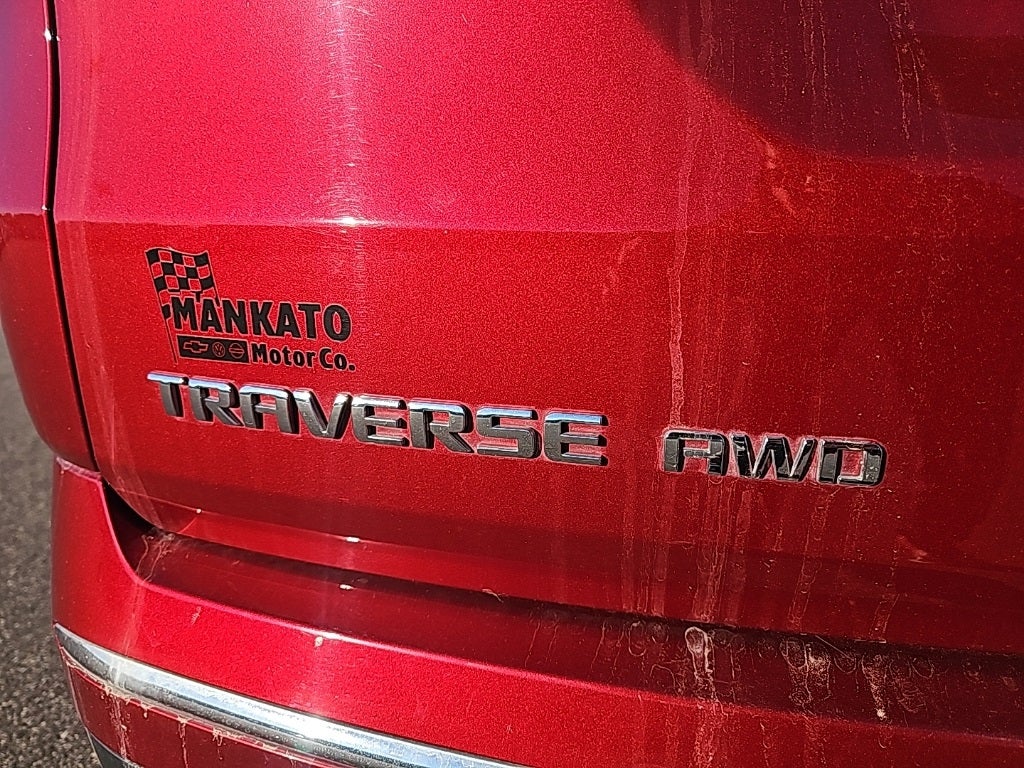 MANKATO
Motor Co.
TRAVERSE AWD